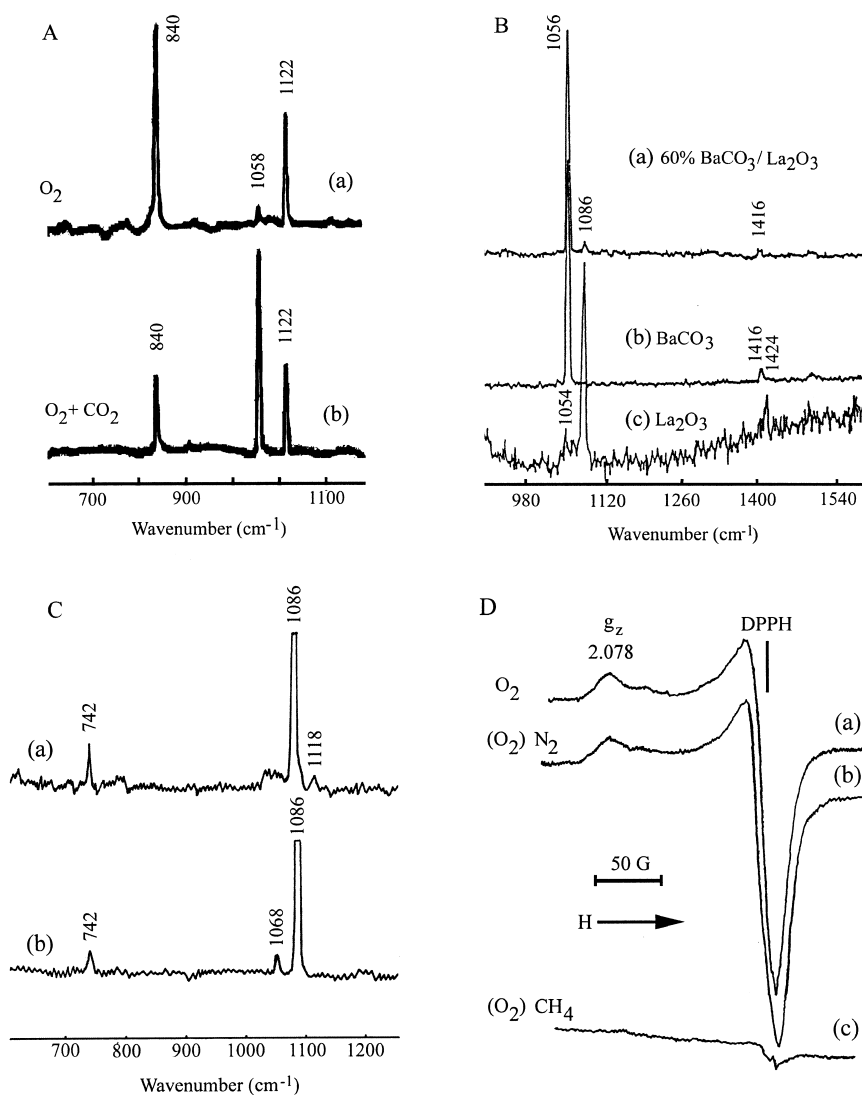 A
840
1122
1058
O2
(a)
840
1122
O2+ CO2
(b)
700
900
1100
Wavenumber (cm-1)
B
1056
(a) 60% BaCO3/ La2O3
1086
1416
(b) BaCO3
1416
1424
1054
(c) La2O3
980
1120
1260
1400
1540
Wavenumber (cm-1)
C
1086
742
1118
(a)
1086
742
1068
(b)
700
800
900
1000
1100
1200
Wavenumber (cm-1)
D
gz
DPPH
2.078
O2
(a)
(O2) N2
(b)
50 G
H
(O2) CH4
(c)